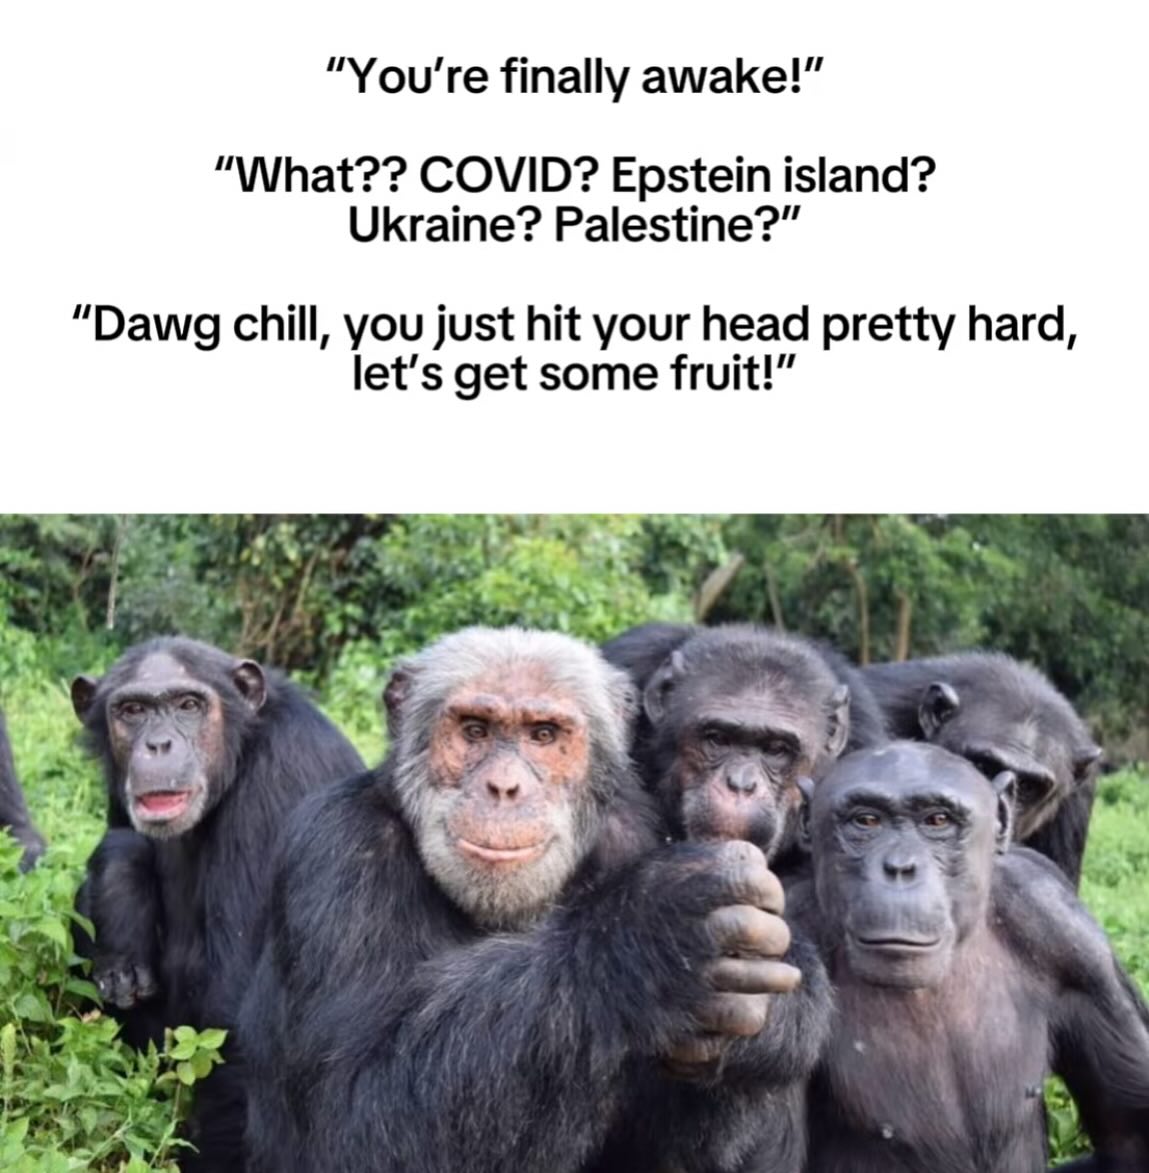 “You’re finally awake!”
“What?? COVID? Epstein island?
Ukraine? Palestine?”
“Dawg chill, you just hit your head pretty hard,
let’s get some fruit!”